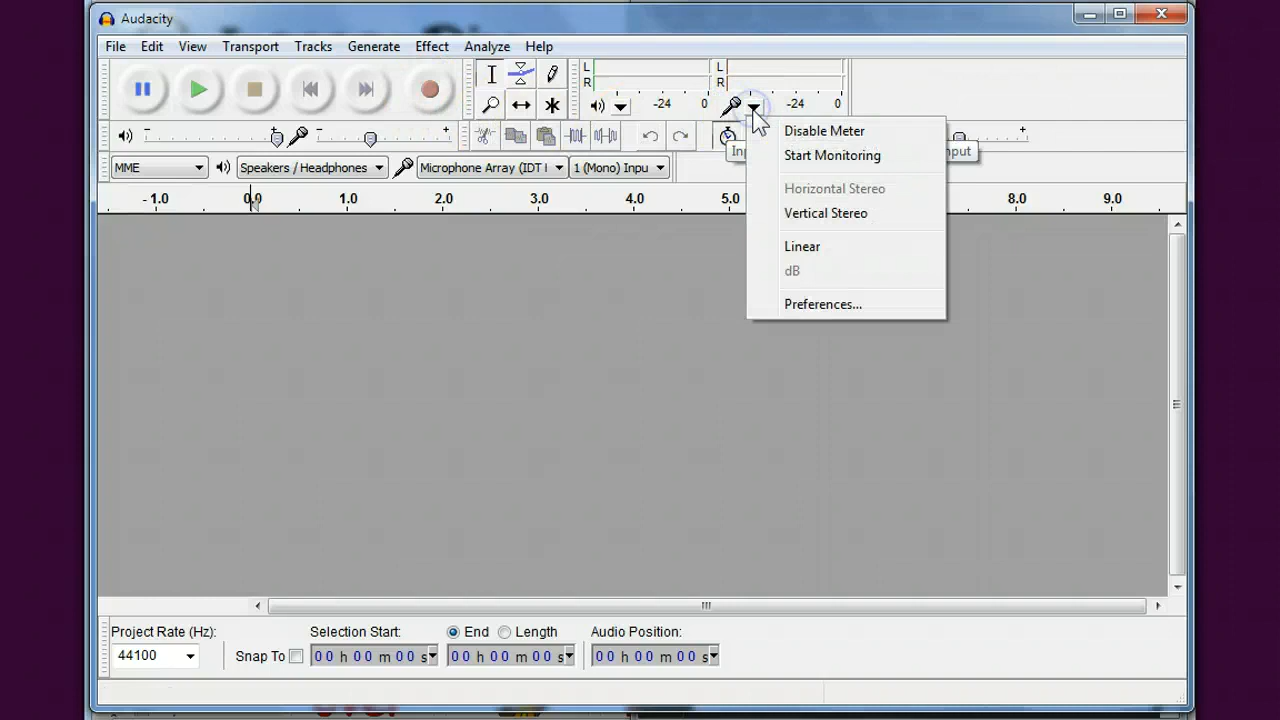 Audacity
File Edit View Transport Tracks Generate Effect Analyze Help
L
R
-24 0
L
R
-24 0
Disable Meter
Start Monitoring
Horizontal Stereo
Vertical Stereo
Linear
dB
Preferences...
MME Speakers / Headphones Microphone Array (IDT 1 (Mono) Inpu
- 1.0 0.0 1.0 2.0 3.0 4.0 5.0 8.0 9.0
Project Rate (Hz): Selection Start: End Length Audio Position:
44100 Snap To 00 h 00 m 00 s 00 h 00 m 00 s 00 h 00 m 00 s